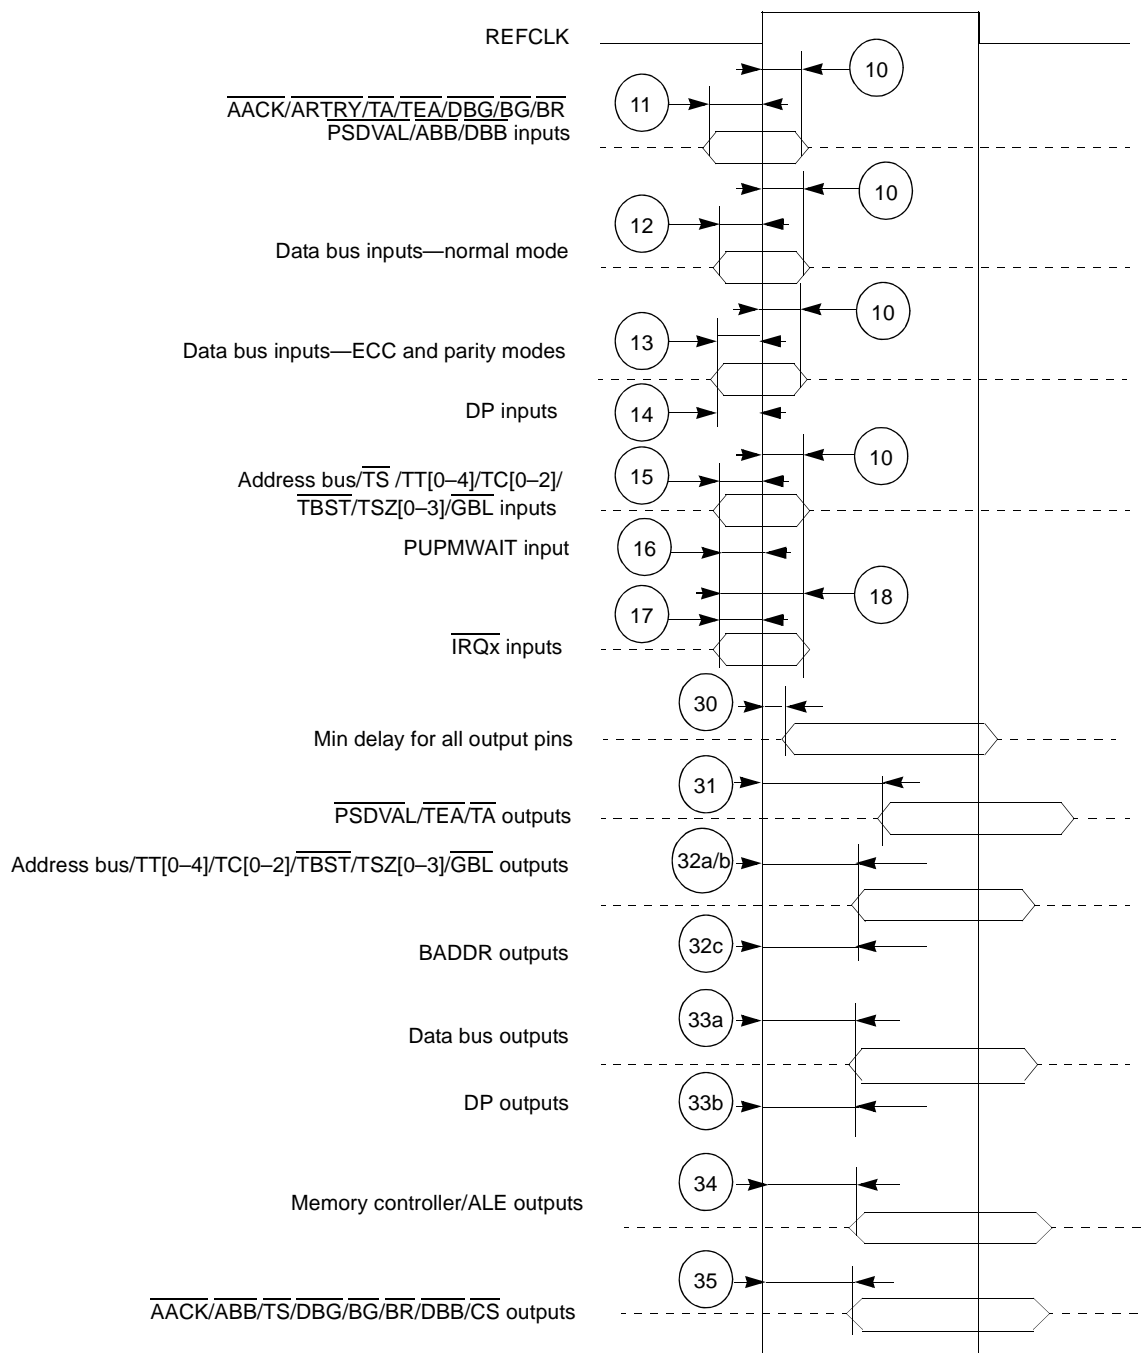 REFCLK
10
11
AACK/ARTRY/TA/TEA/DBG/BG/BR
PSDVAL/ABB/DBB inputs
10
12
Data bus inputs—normal mode
10
13
Data bus inputs—ECC and parity modes
DP inputs
14
10
15
Address bus/TS /TT[0–4]/TC[0–2]/
TBST/TSZ[0–3]/GBL inputs
PUPMWAIT input
16
18
17
IRQx inputs
30
Min delay for all output pins
31
PSDVAL/TEA/TA outputs
Address bus/TT[0–4]/TC[0–2]/TBST/TSZ[0–3]/GBL outputs
32a/b
BADDR outputs
32c
33a
Data bus outputs
DP outputs
33b
34
Memory controller/ALE outputs
35
AACK/ABB/TS/DBG/BG/BR/DBB/CS outputs